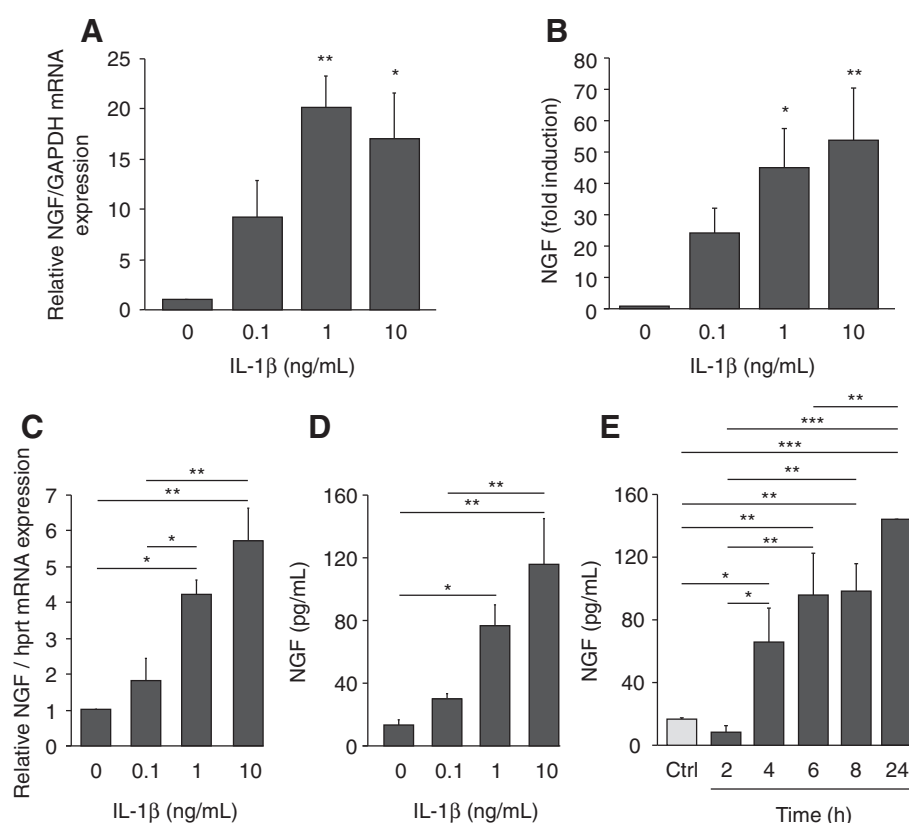 A
Relative NGF/GAPDH mRNA
expression
25
20
15
10
5
0
**
*
0 0.1 1 10
IL-1β (ng/mL)
B
NGF (fold induction)
80
70
60
50
40
30
20
10
0
*
**
0 0.1 1 10
IL-1β (ng/mL)
C
Relative NGF / hprt mRNA expression
7
6
5
4
3
2
1
0
**
**
*
*
0 0.1 1 10
IL-1β (ng/mL)
D
NGF (pg/mL)
160
120
80
40
0
**
**
*
0 0.1 1 10
IL-1β (ng/mL)
E
NGF (pg/mL)
160
120
80
40
0
**
***
***
**
**
**
**
*
*
Ctrl 2 4 6 8 24
Time (h)